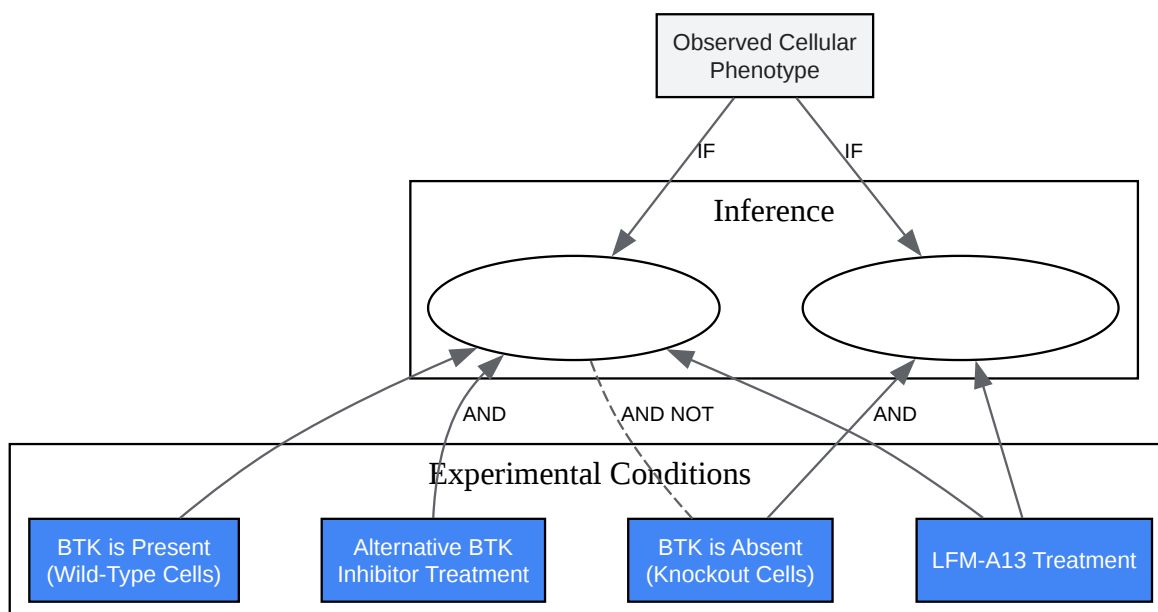 Observed Cellular
Phenotype
IF
IF
Inference
AND
AND NOT
AND
Experimental Conditions
BTK is Present
(Wild-Type Cells)
Alternative BTK
Inhibitor Treatment
BTK is Absent
(Knockout Cells)
LFM-A13 Treatment